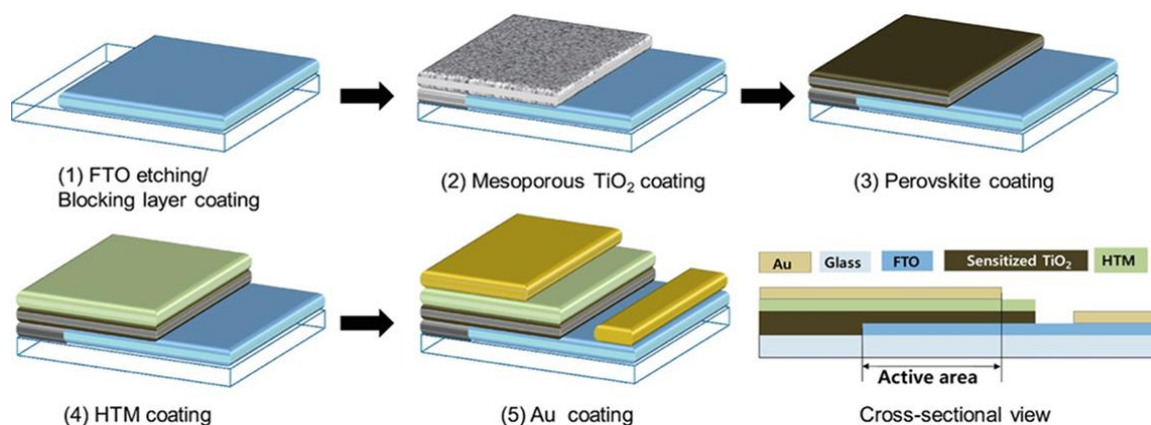 (1) FTO etching/
Blocking layer coating
(2) Mesoporous TiO₂ coating
(3) Perovskite coating
(4) HTM coating
(5) Au coating
Au Glass FTO Sensitized TiO₂ HTM
Active area
Cross-sectional view